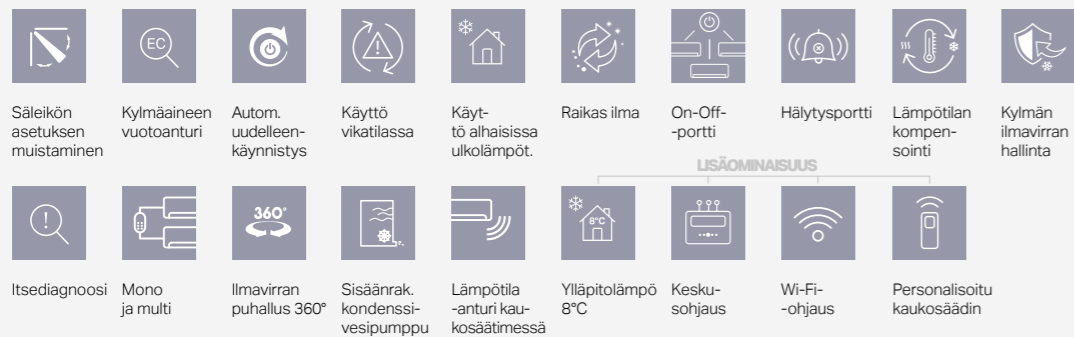 EC
Säleikön
asetuksen
muistaminen
Kylmäaineen
vuotoanturi
Autom.
uudelleen-
käynnistys
Käyttö
vikatilassa
Käyt-
tö alhaisissa
ulkolämpöt.
Raikas ilma
On-Off-
-portti
Hälytysportti
Lämpötilan
kompen-
sointi
Kylmän
ilmavirran
hallinta
LISÄOMINAISUUS
360°
8°C
Itsediagnoosi
Mono
ja multi
Ilmavirran
puhallus 360°
Sisäänrak.
kondenssi-
vesipumppu
Lämpötila
-anturi kau-
kosäätimessä
Ylläpitolämpö
8°C
Kesku-
sohjaus
Wi-Fi-
-ohjaus
Personalisoitu
kaukosäädin